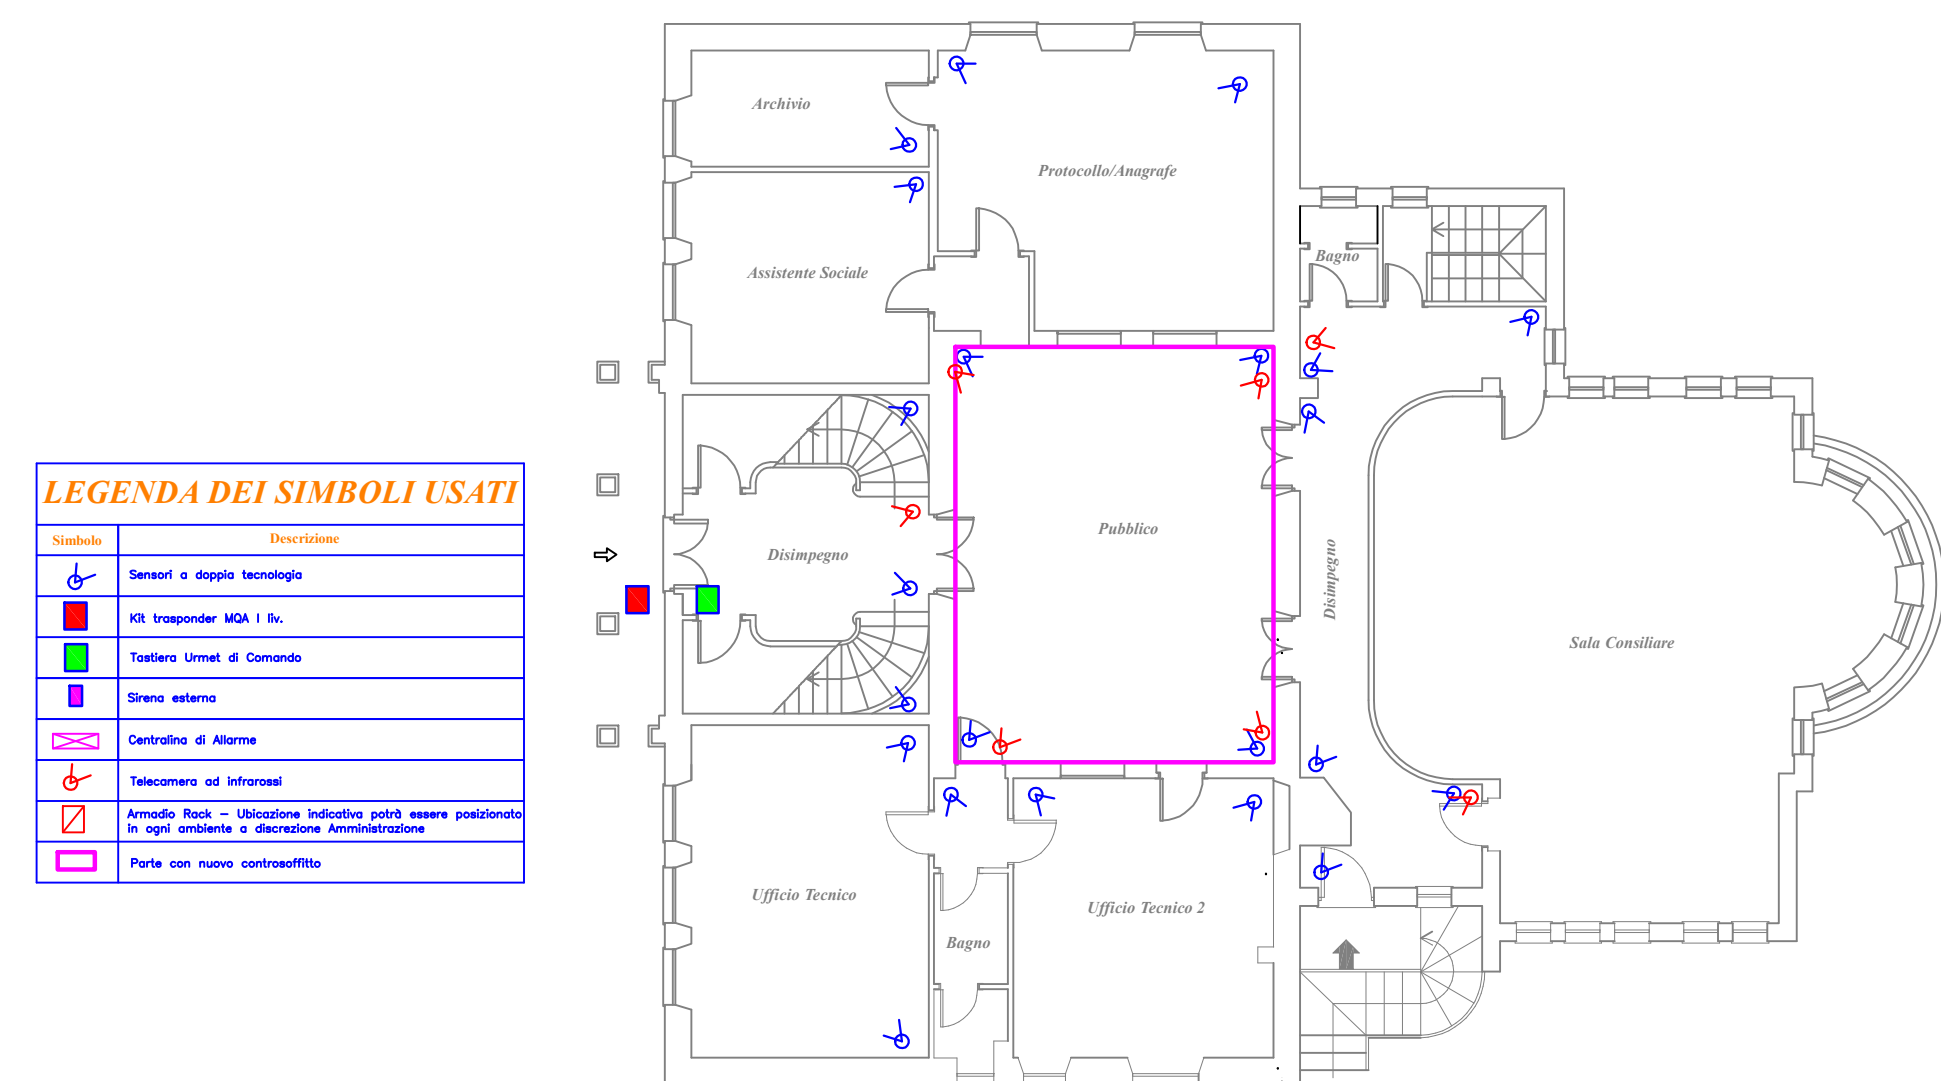 Archivio
Protocollo/Anagrafe
Bagno
Assistente Sociale
LEGENDA DEI SIMBOLI USATI
Simbolo Descrizione
Sensori a doppia tecnologia
Kit trasponder MQA I liv.
Tastiera Urmet di Comando
Sirena esterna
Centralina di Allarme
Telecamera ad infrarossi
Armadio Rack – Ubicazione indicativa potrà essere posizionato
in ogni ambiente a discrezione Amministrazione
Parte con nuovo controsoffitto
Pubblico
Disimpegno
Disimpegno
Sala Consiliare
Ufficio Tecnico
Ufficio Tecnico 2
Bagno